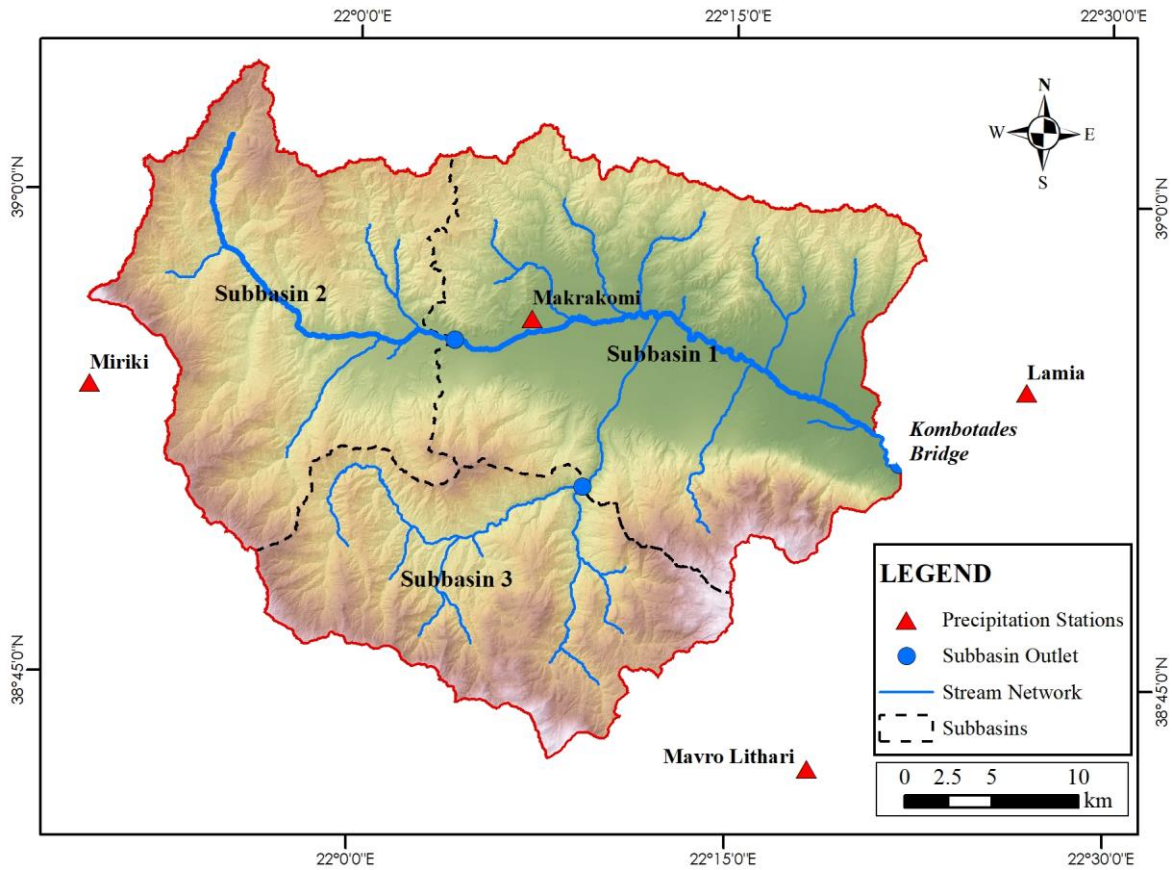 22°0'0"E
22°15'0"E
22°30'0"E
N
W
E
S
39°0'0"N
39°0'0"N
Subbasin 2
Makrakomi
Subbasin 1
Miriki
Lamia
Kombotades
Bridge
LEGEND
Subbasin 3
Precipitation Stations
Subbasin Outlet
38°45'0"N
Stream Network
38°45'0"N
Subbasins
Mavro Lithari
0 2.5 5 10
km
22°0'0"E
22°15'0"E
22°30'0"E